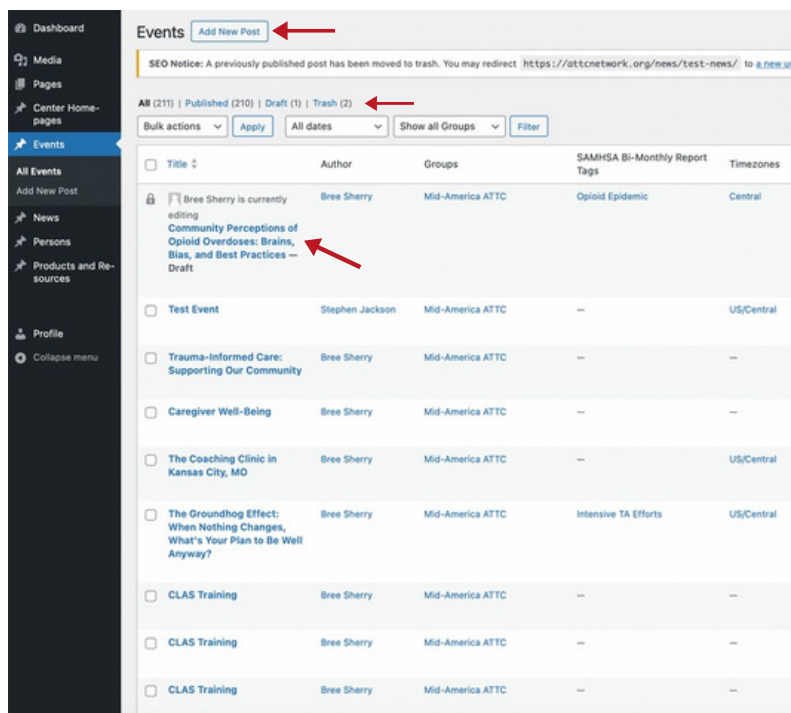 Dashboard
Media
Pages
Center Home-
pages
Events
All Events
Add New Post
News
Persons
Products and Re-
sources
Profile
Collapse menu
Events Add New Post
SEO Notice: A previously published post has been moved to trash. You may redirect https://attcnetwork.org/news/test-news/ to a new
All (211) | Published (210) | Draft (1) | Trash (2)
Bulk actions Apply All dates Show all Groups Filter
Title Author Groups SAMHSA Bi-Monthly Report
Tags Timezones
Bree Sherry is currently
editing
Community Perceptions of
Opioid Overdoses: Brains,
Bias, and Best Practices —
Draft
Bree Sherry Mid-America ATTC Opioid Epidemic Central
Test Event Stephen Jackson Mid-America ATTC — US/Central
Trauma-Informed Care:
Supporting Our Community
Bree Sherry Mid-America ATTC — —
Caregiver Well-Being Bree Sherry Mid-America ATTC — —
The Coaching Clinic in
Kansas City, MO
Bree Sherry Mid-America ATTC — US/Central
The Groundhog Effect:
When Nothing Changes,
What's Your Plan to Be Well
Anyway?
Bree Sherry Mid-America ATTC Intensive TA Efforts US/Central
CLAS Training Bree Sherry Mid-America ATTC — —
CLAS Training Bree Sherry Mid-America ATTC — —
CLAS Training Bree Sherry Mid-America ATTC — —